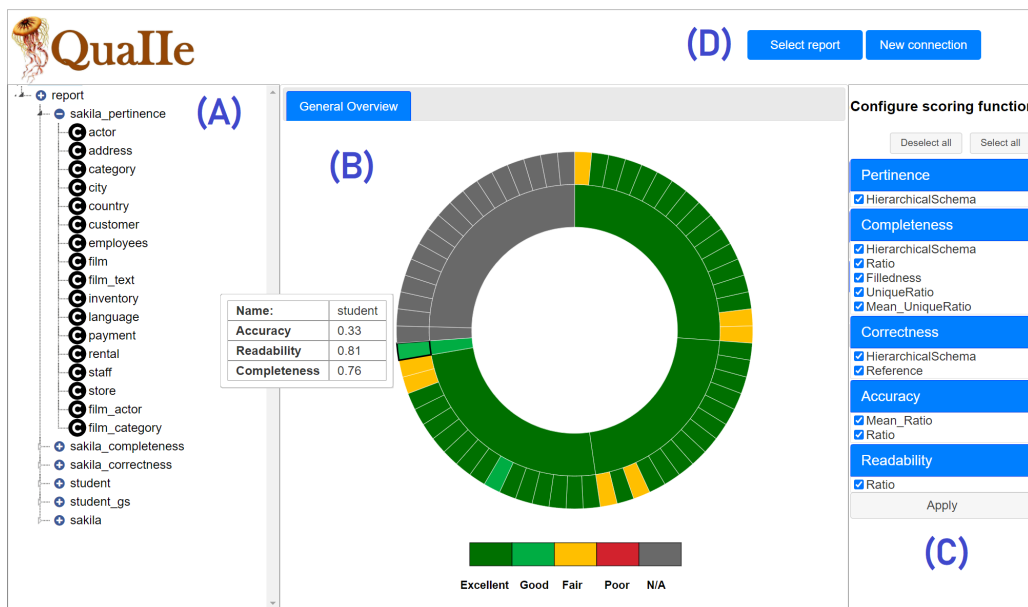 QuaIIe
(D)
Select report
New connection
report
sakila_pertinence
(A)
C actor
C address
C category
C city
C country
C customer
C employees
C film
C film_text
C inventory
C language
C payment
C rental
C staff
C store
C film_actor
C film_category
sakila_completeness
sakila_correctness
student
student_gs
sakila
General Overview
(B)
Name: student
Accuracy 0.33
Readability 0.81
Completeness 0.76
Excellent Good Fair Poor N/A
Configure scoring function
Deselect all Select all
Pertinence
HierarchicalSchema
Completeness
HierarchicalSchema
Ratio
Filledness
UniqueRatio
Mean_UniqueRatio
Correctness
HierarchicalSchema
Reference
Accuracy
Mean_Ratio
Ratio
Readability
Ratio
Apply
(C)